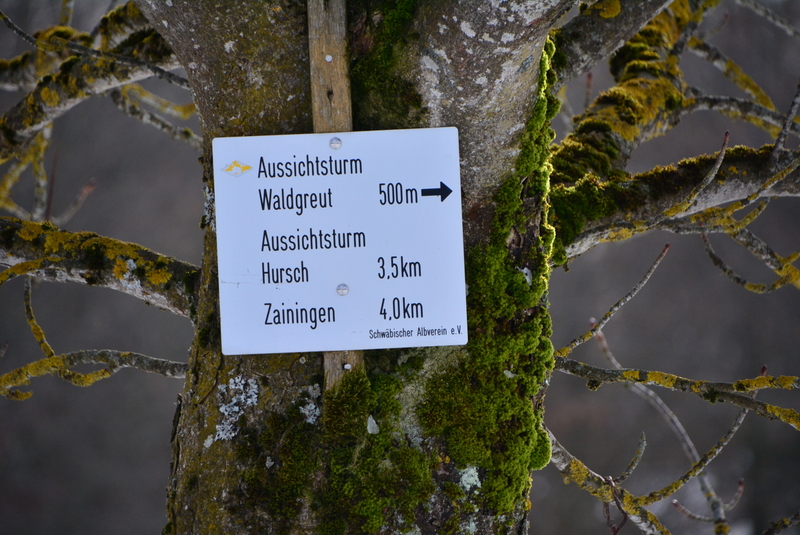 Aussichtsturm
Waldgreut 500m
Aussichtsturm
Hursch 3,5km
Zainingen 4,0km
Schwäbischer Albverein e.V.